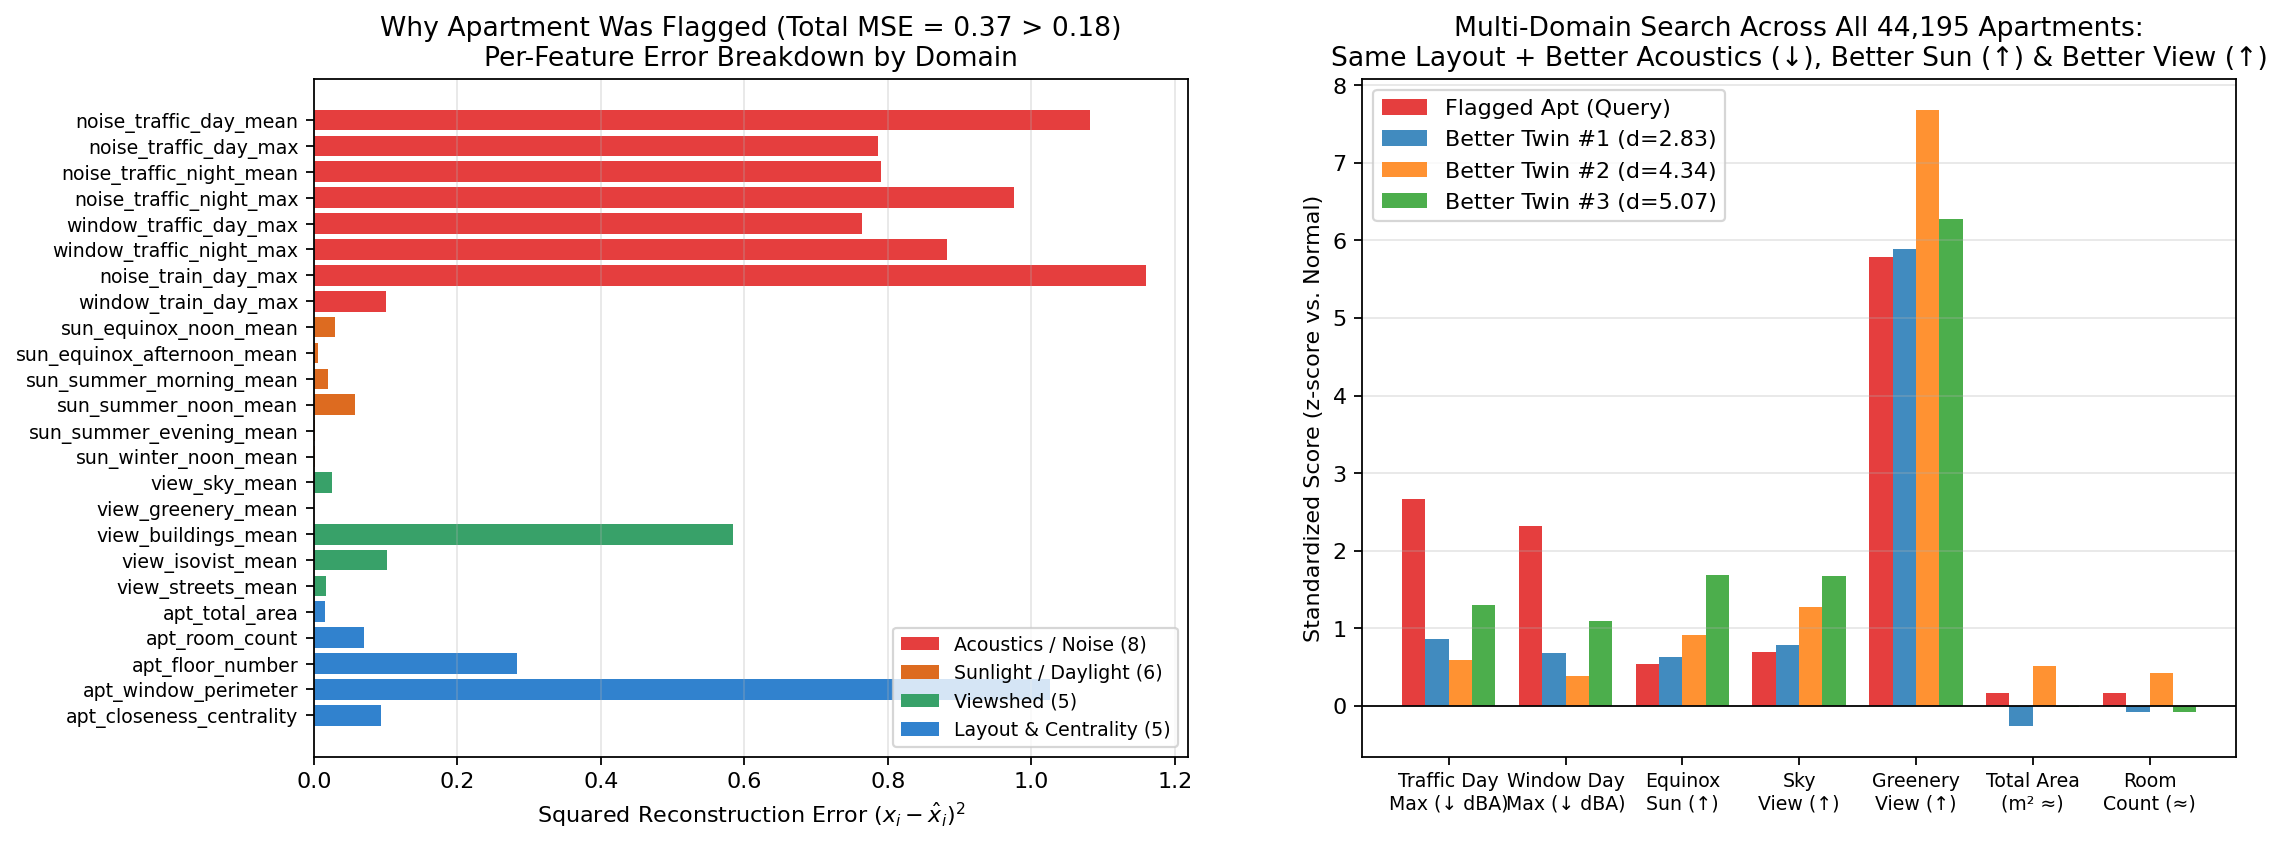 Why Apartment Was Flagged (Total MSE = 0.37 > 0.18)
Per-Feature Error Breakdown by Domain
noise_traffic_day_mean
noise_traffic_day_max
noise_traffic_night_mean
noise_traffic_night_max
window_traffic_day_max
window_traffic_night_max
noise_train_day_max
window_train_day_max
sun_equinox_noon_mean
sun_equinox_afternoon_mean
sun_summer_morning_mean
sun_summer_noon_mean
sun_summer_evening_mean
sun_winter_noon_mean
view_sky_mean
view_greenery_mean
view_buildings_mean
view_isovist_mean
view_streets_mean
apt_total_area
apt_room_count
apt_floor_number
apt_window_perimeter
apt_closeness_centrality
Acoustics / Noise (8)
Sunlight / Daylight (6)
Viewshed (5)
Layout & Centrality (5)
0.0 0.2 0.4 0.6 0.8 1.0 1.2
Squared Reconstruction Error (x_i − x̂_i)²
Multi-Domain Search Across All 44,195 Apartments:
Same Layout + Better Acoustics (↓), Better Sun (↑) & Better View (↑)
Flagged Apt (Query)
Better Twin #1 (d=2.83)
Better Twin #2 (d=4.34)
Better Twin #3 (d=5.07)
Standardized Score (z-score vs. Normal)
8
7
6
5
4
3
2
1
0
Traffic Day
Max (↓ dBA)
Window Day
Max (↓ dBA)
Equinox
Sun (↑)
Sky
View (↑)
Greenery
View (↑)
Total Area
(m² ≈)
Room
Count (≈)